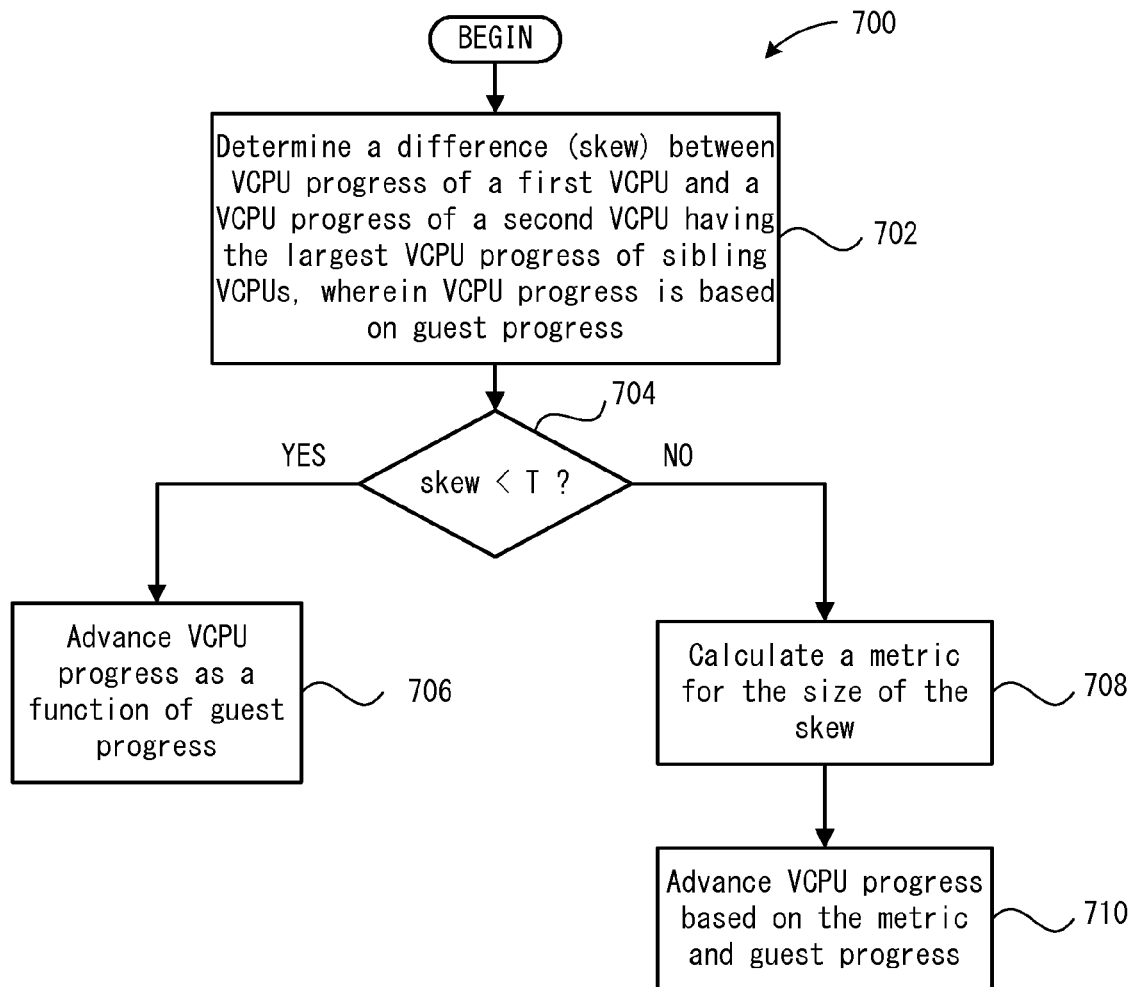 BEGIN
700
Determine a difference (skew) between
VCPU progress of a first VCPU and a
VCPU progress of a second VCPU having
the largest VCPU progress of sibling
VCPUs, wherein VCPU progress is based
on guest progress
702
704
YES
skew < T ?
NO
Advance VCPU
progress as a
function of guest
progress
706
Calculate a metric
for the size of the
skew
708
Advance VCPU progress
based on the metric
and guest progress
710